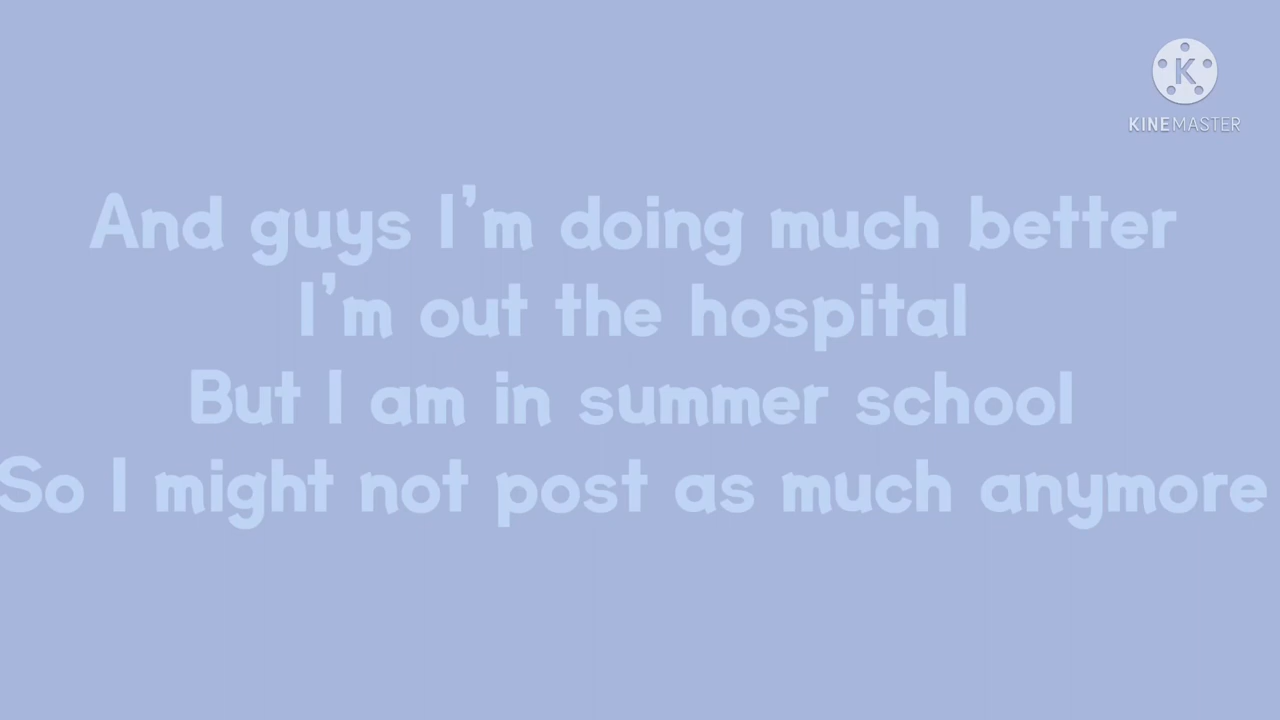 KINEMASTER
And guys I'm doing much better
I'm out the hospital
But I am in summer school
So I might not post as much anymore